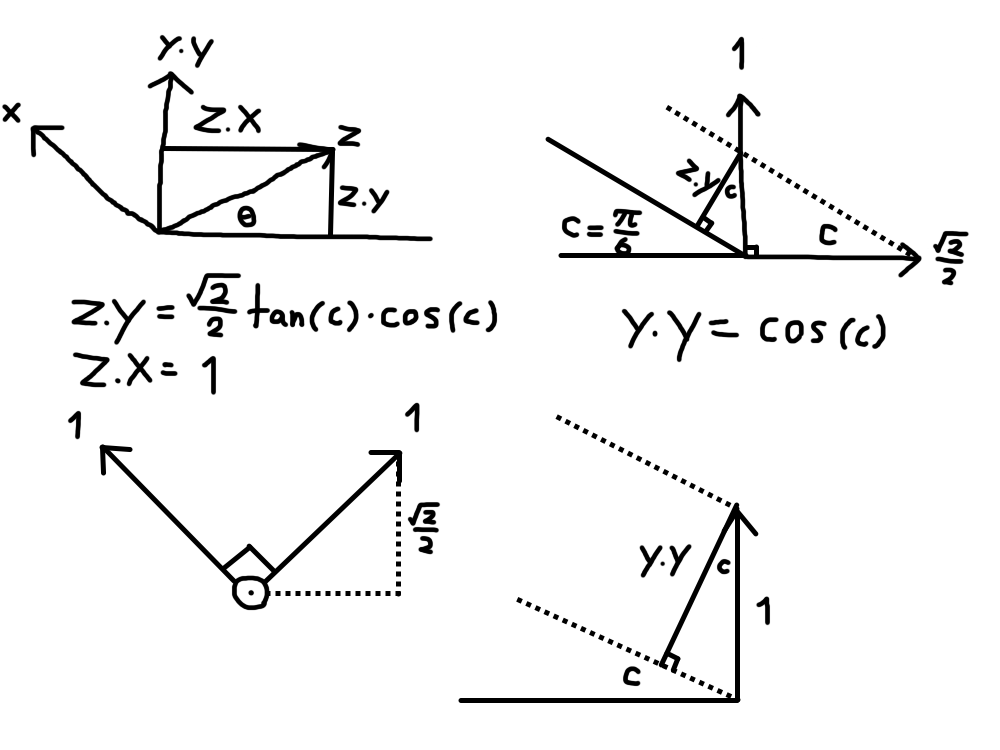 Y.Y
X
Z.X
Z
Z.Y
θ
Z.Y = √2/2 tan(c)·cos(c)
Z.X = 1
1
Z.Y
c
C = π/6
C
√2/2
Y.Y = cos(c)
1
1
√2/2
Y.Y
c
1
C